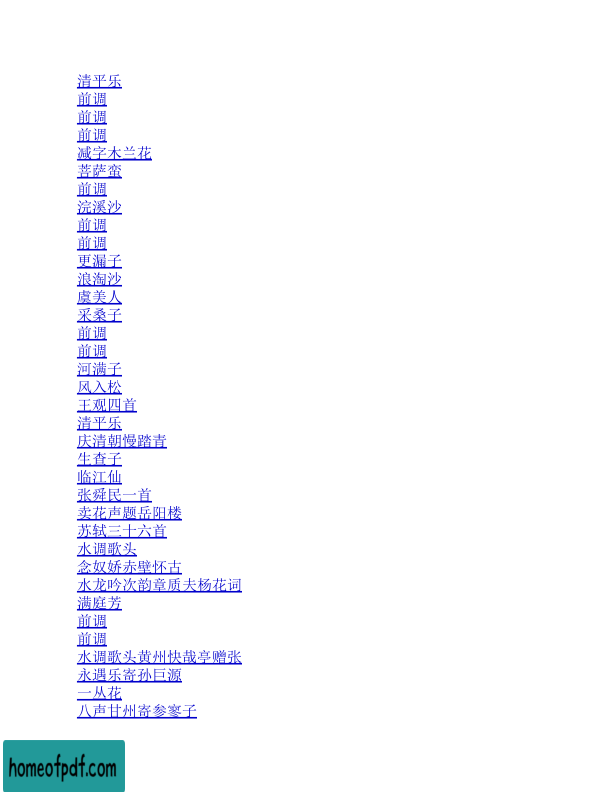 清平乐
前调
前调
前调
减字木兰花
菩萨蛮
前调
浣溪沙
前调
前调
更漏子
浪淘沙
虞美人
采桑子
前调
前调
河满子
风入松
王观四首
清平乐
庆清朝慢踏青
生查子
临江仙
张舜民一首
卖花声题岳阳楼
苏轼三十六首
水调歌头
念奴娇赤壁怀古
水龙吟次韵章质夫杨花词
满庭芳
前调
前调
水调歌头黄州快哉亭赠张
永遇乐寄孙巨源
一丛花
八声甘州寄参寥子
homeofpdf.com